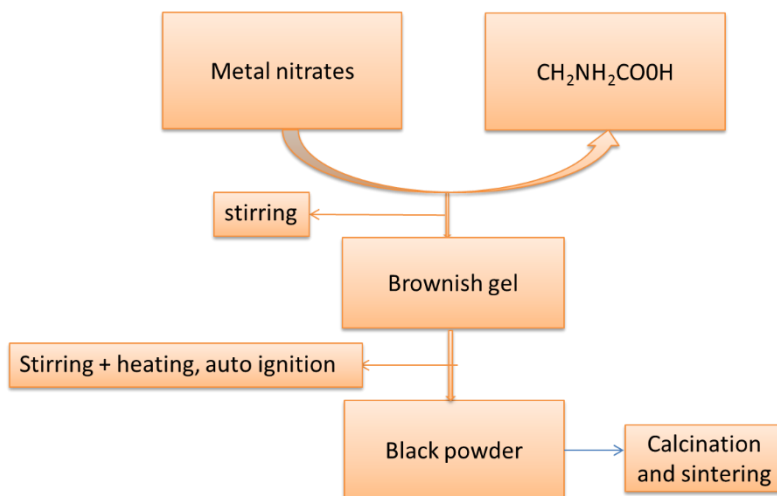 Metal nitrates
CH₂NH₂CO0H
stirring
Brownish gel
Stirring + heating, auto ignition
Black powder
Calcination
and sintering